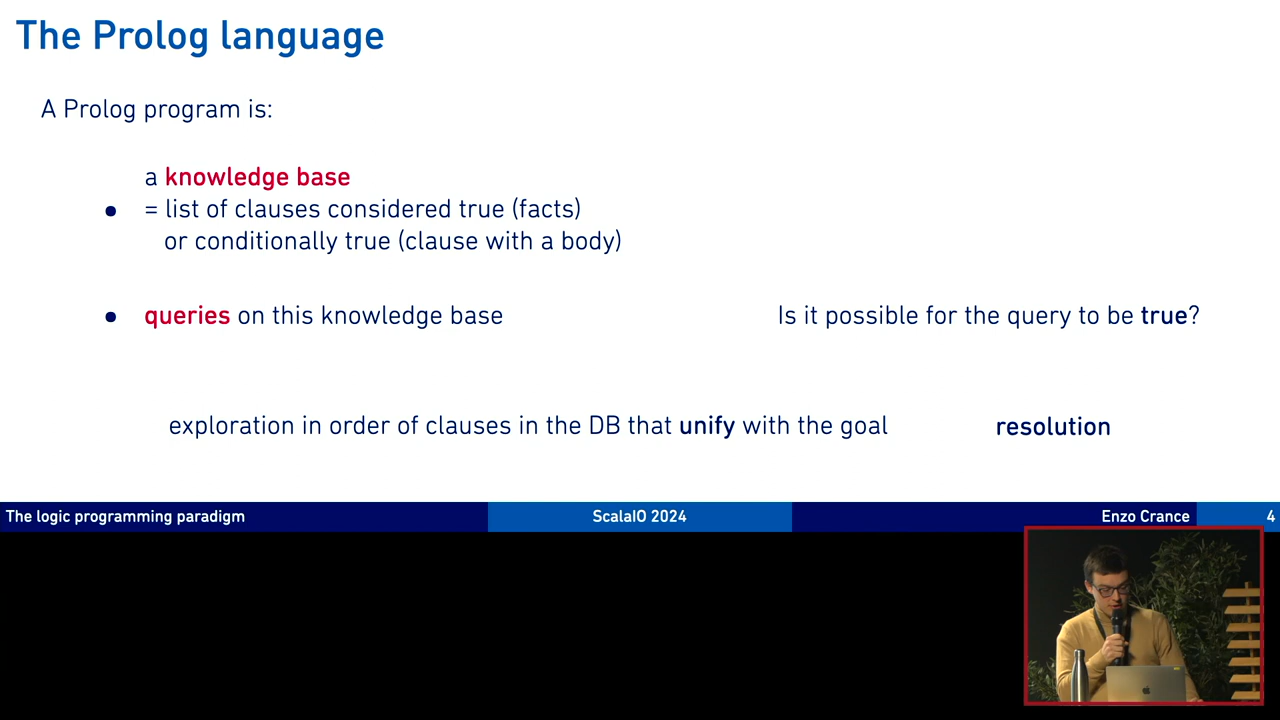 The Prolog language
A Prolog program is:
a knowledge base
= list of clauses considered true (facts)
or conditionally true (clause with a body)
queries on this knowledge base
Is it possible for the query to be true?
exploration in order of clauses in the DB that unify with the goal
resolution
The logic programming paradigm
ScalaIO 2024
Enzo Crance
4